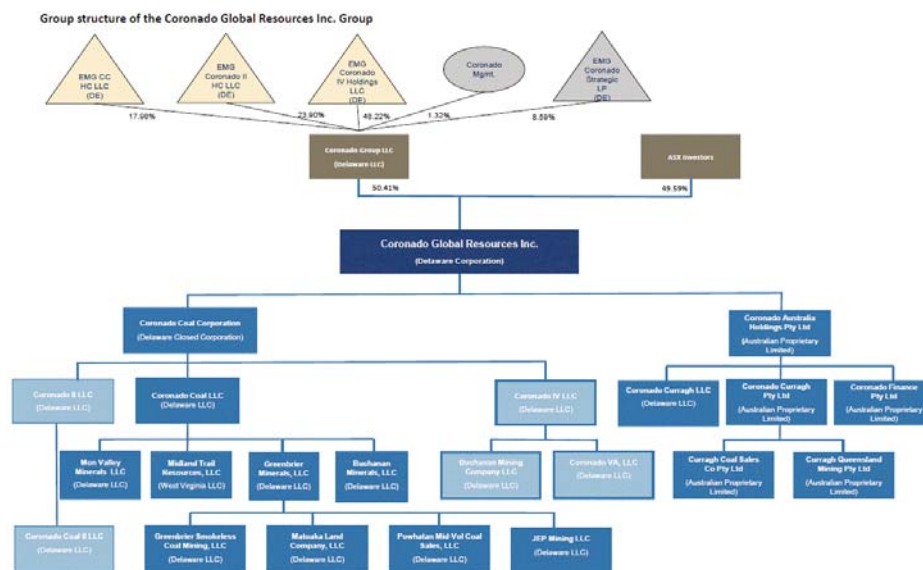 Group structure of the Coronado Global Resources Inc. Group
EMG CC
HC LLC
(DE)
EMG
Coronado II
HC LLC
(DE)
EMG
Coronado
IV Holdings
LLC
(DE)
Coronado
Mgmt.
EMG
Coronado
Strategic
LP
(DE)
17.98%
23.90%
48.22%
1.32%
8.59%
Coronado Group LLC
(Delaware LLC)
ASX Investors
50.41%
49.59%
Coronado Global Resources Inc.
(Delaware Corporation)
Coronado Coal Corporation
(Delaware Closed Corporation)
Coronado Australia
Holdings Pty Ltd
(Australian Proprietary
Limited)
Coronado II LLC
(Delaware LLC)
Coronado Coal LLC
(Delaware LLC)
Coronado IV LLC
(Delaware LLC)
Coronado Curragh LLC
(Delaware LLC)
Coronado Curragh
Pty Ltd
(Australian Proprietary
Limited)
Coronado Finance
Pty Ltd
(Australian Proprietary
Limited)
Mon Valley
Minerals LLC
(Delaware LLC)
Midland Trail
Resources, LLC
(West Virginia LLC)
Greenbrier
Minerals, LLC
(Delaware LLC)
Buchanan
Minerals, LLC
(Delaware LLC)
Buchanan Mining
Company LLC
(Delaware LLC)
Coronado VA, LLC
(Delaware LLC)
Curragh Coal Sales
Co Pty Ltd
(Australian Proprietary
Limited)
Curragh Queensland
Mining Pty Ltd
(Australian Proprietary
Limited)
Coronado Coal II LLC
(Delaware LLC)
Greenbrier Smokeless
Coal Mining, LLC
(Delaware LLC)
Matoaka Land
Company, LLC
(Delaware LLC)
Powhatan Mid-Vol Coal
Sales, LLC
(Delaware LLC)
JEP Mining LLC
(Delaware LLC)